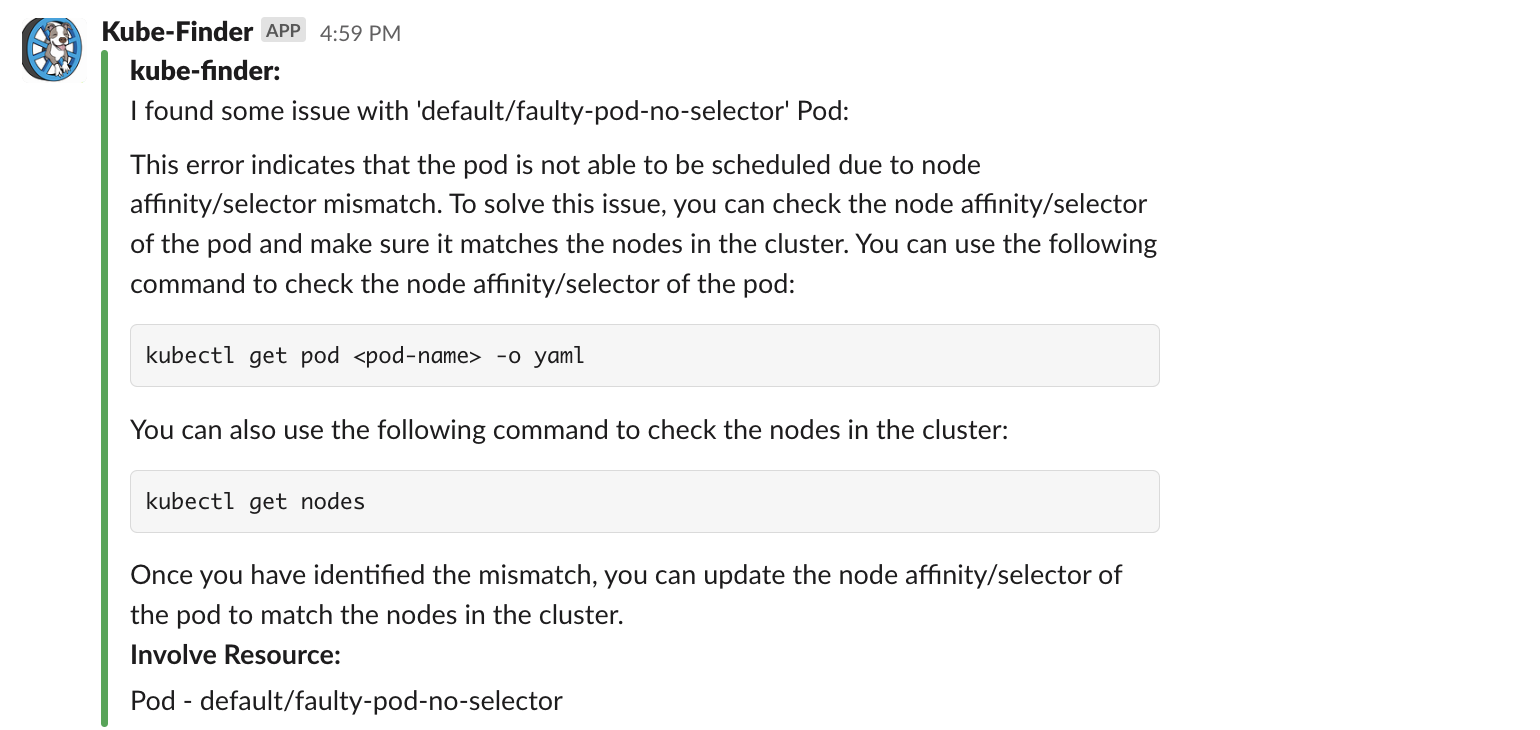 Kube-Finder APP 4:59 PM
kube-finder:
I found some issue with 'default/faulty-pod-no-selector' Pod:
This error indicates that the pod is not able to be scheduled due to node
affinity/selector mismatch. To solve this issue, you can check the node affinity/selector
of the pod and make sure it matches the nodes in the cluster. You can use the following
command to check the node affinity/selector of the pod:
kubectl get pod <pod-name> -o yaml
You can also use the following command to check the nodes in the cluster:
kubectl get nodes
Once you have identified the mismatch, you can update the node affinity/selector of
the pod to match the nodes in the cluster.
Involve Resource:
Pod - default/faulty-pod-no-selector